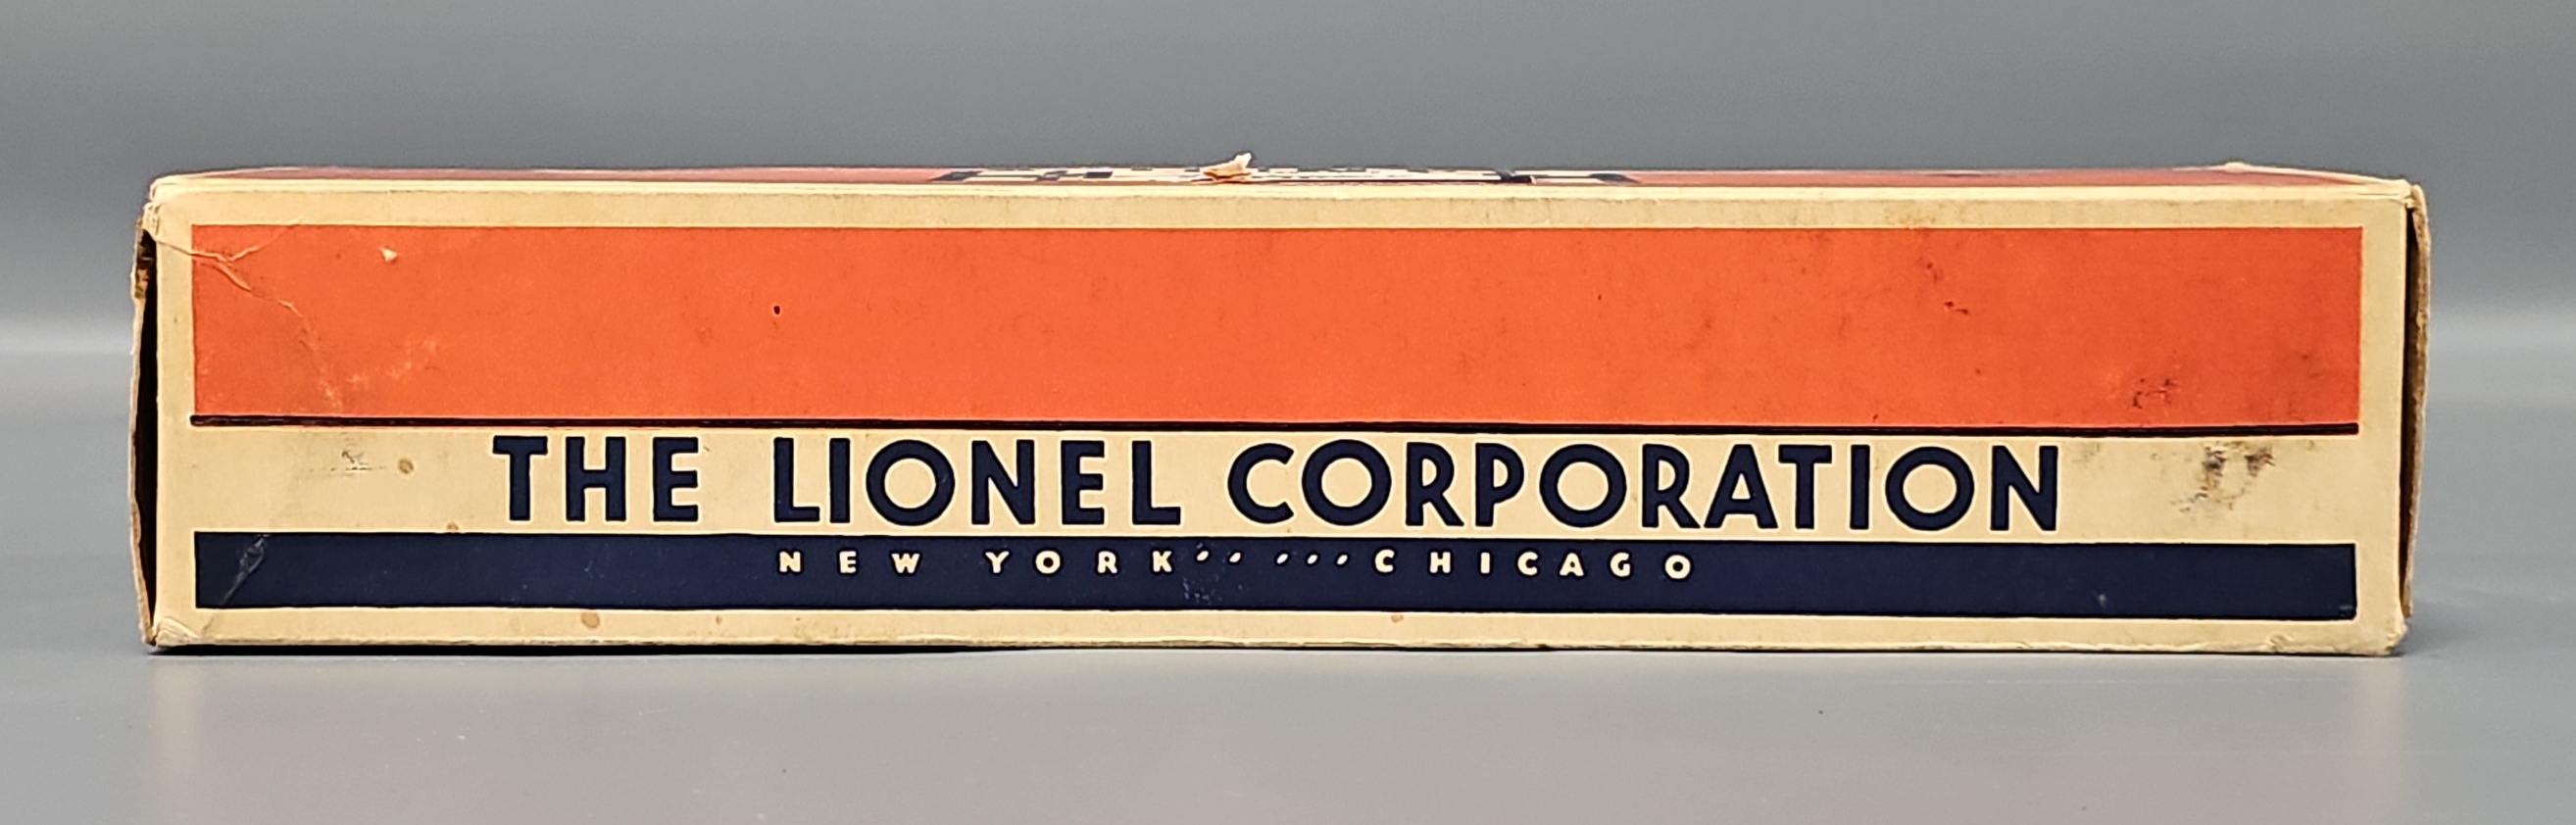 THE LIONEL CORPORATION
NEW YORK·· ···CHICAGO